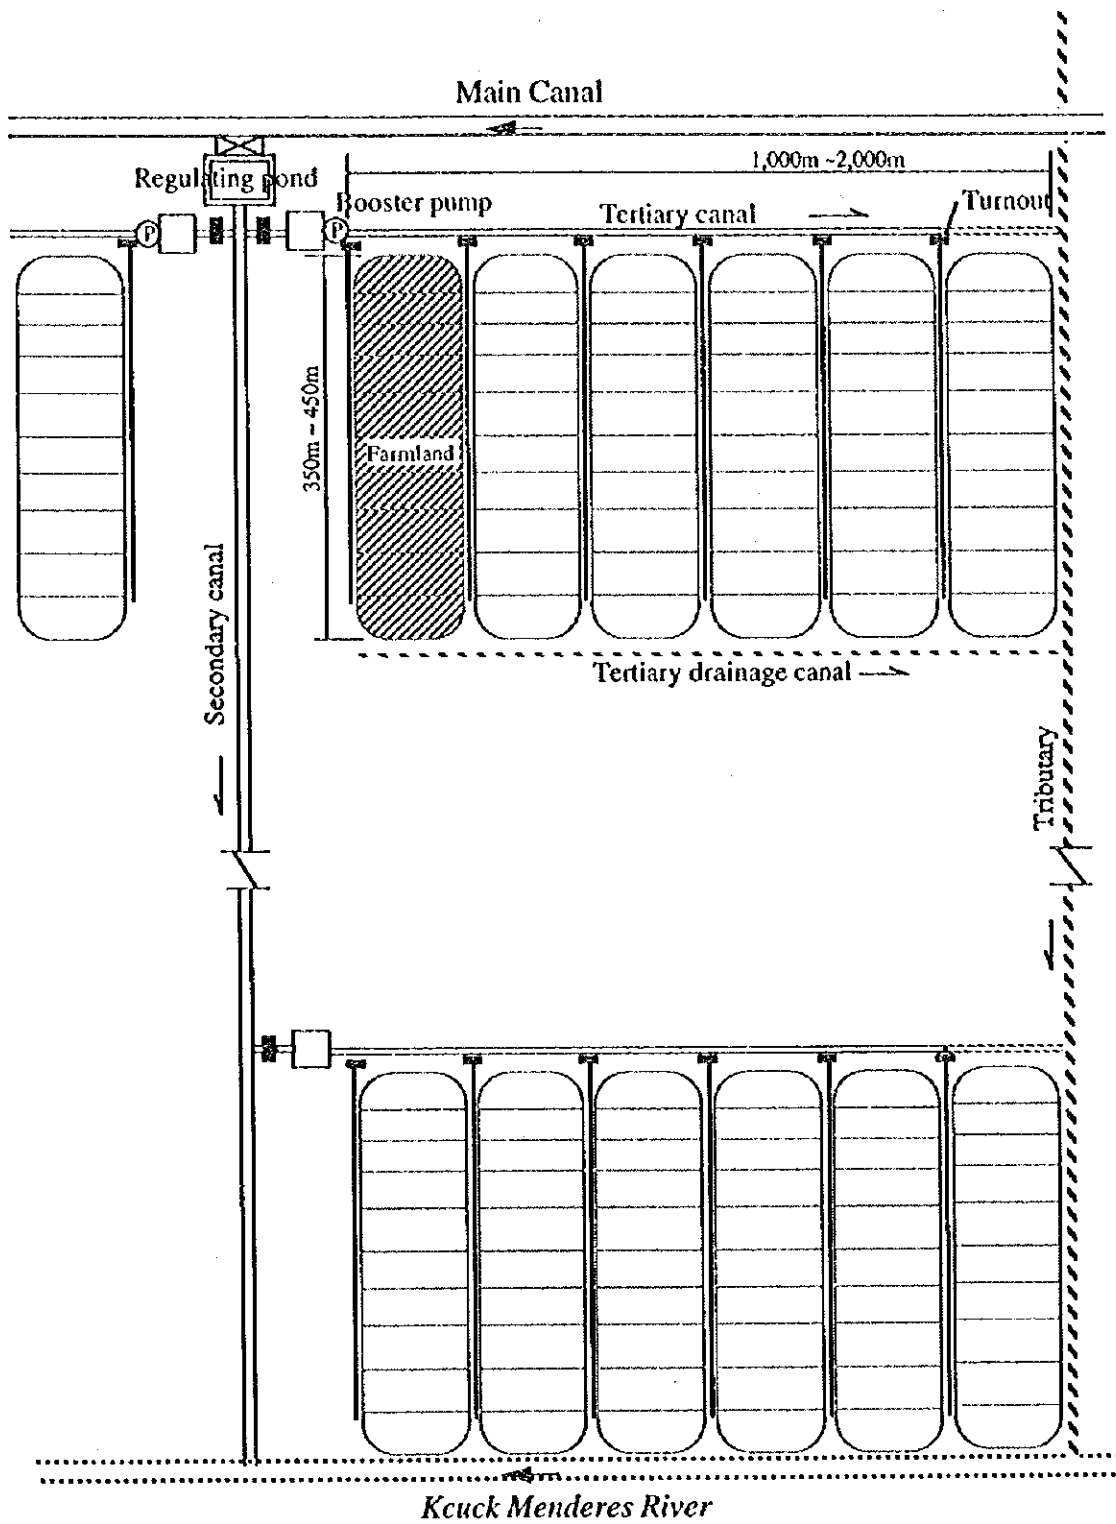 Main Canal
1,000m ~2,000m
Regulating pond
Booster pump
Tertiary canal
Turnout
P
P
350m ~ 450m
Farmland
Secondary canal
Tertiary drainage canal
Tributary
Kcuck Menderes River